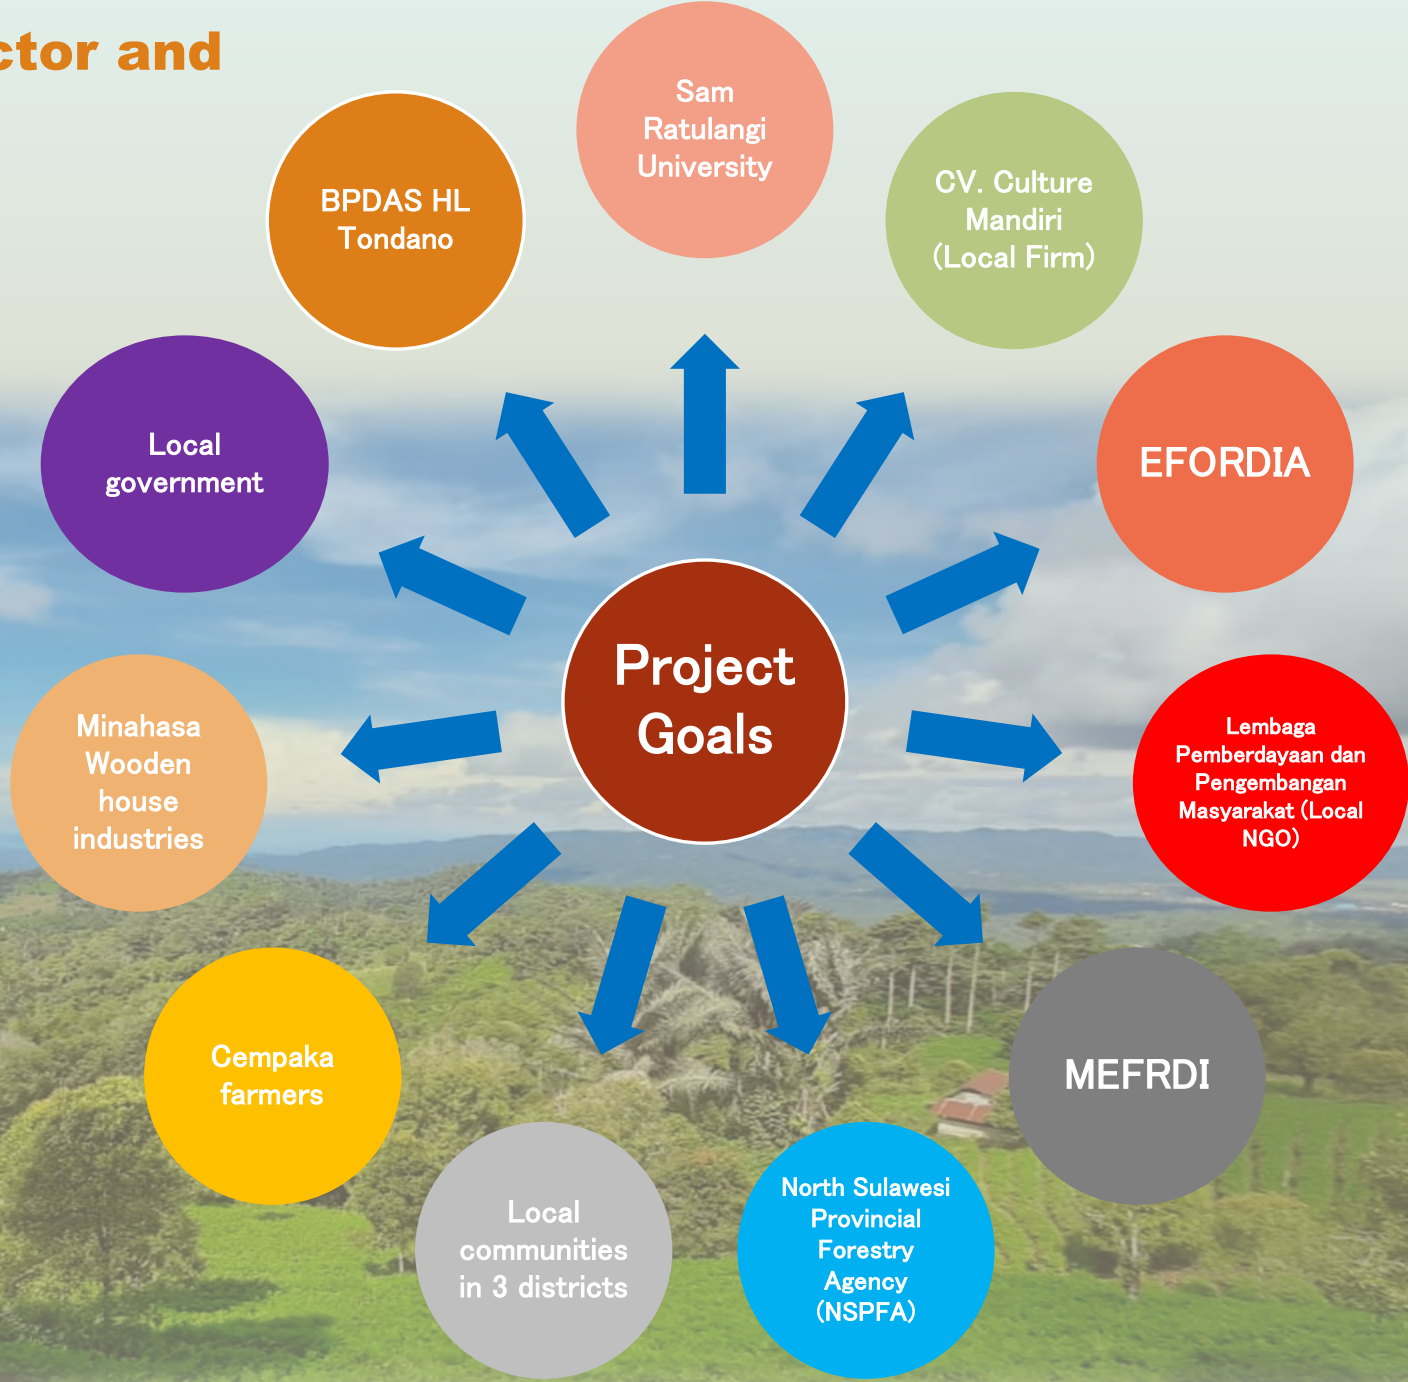 ctor and
Sam
Ratulangi
University
CV. Culture
Mandiri
(Local Firm)
EFORDIA
Lembaga
Pemberdayaan dan
Pengembangan
Masyarakat (Local
NGO)
MEFRDI
North Sulawesi
Provincial
Forestry
Agency
(NSPFA)
Local
communities
in 3 districts
Cempaka
farmers
Minahasa
Wooden
house
industries
Local
government
BPDAS HL
Tondano
Project
Goals